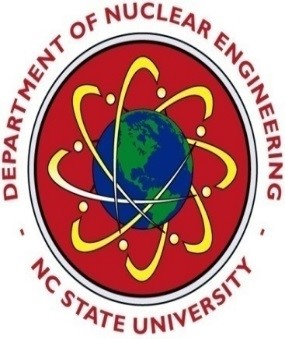 DEPARTMENT OF NUCLEAR ENGINEERING
- NC STATE UNIVERSITY -